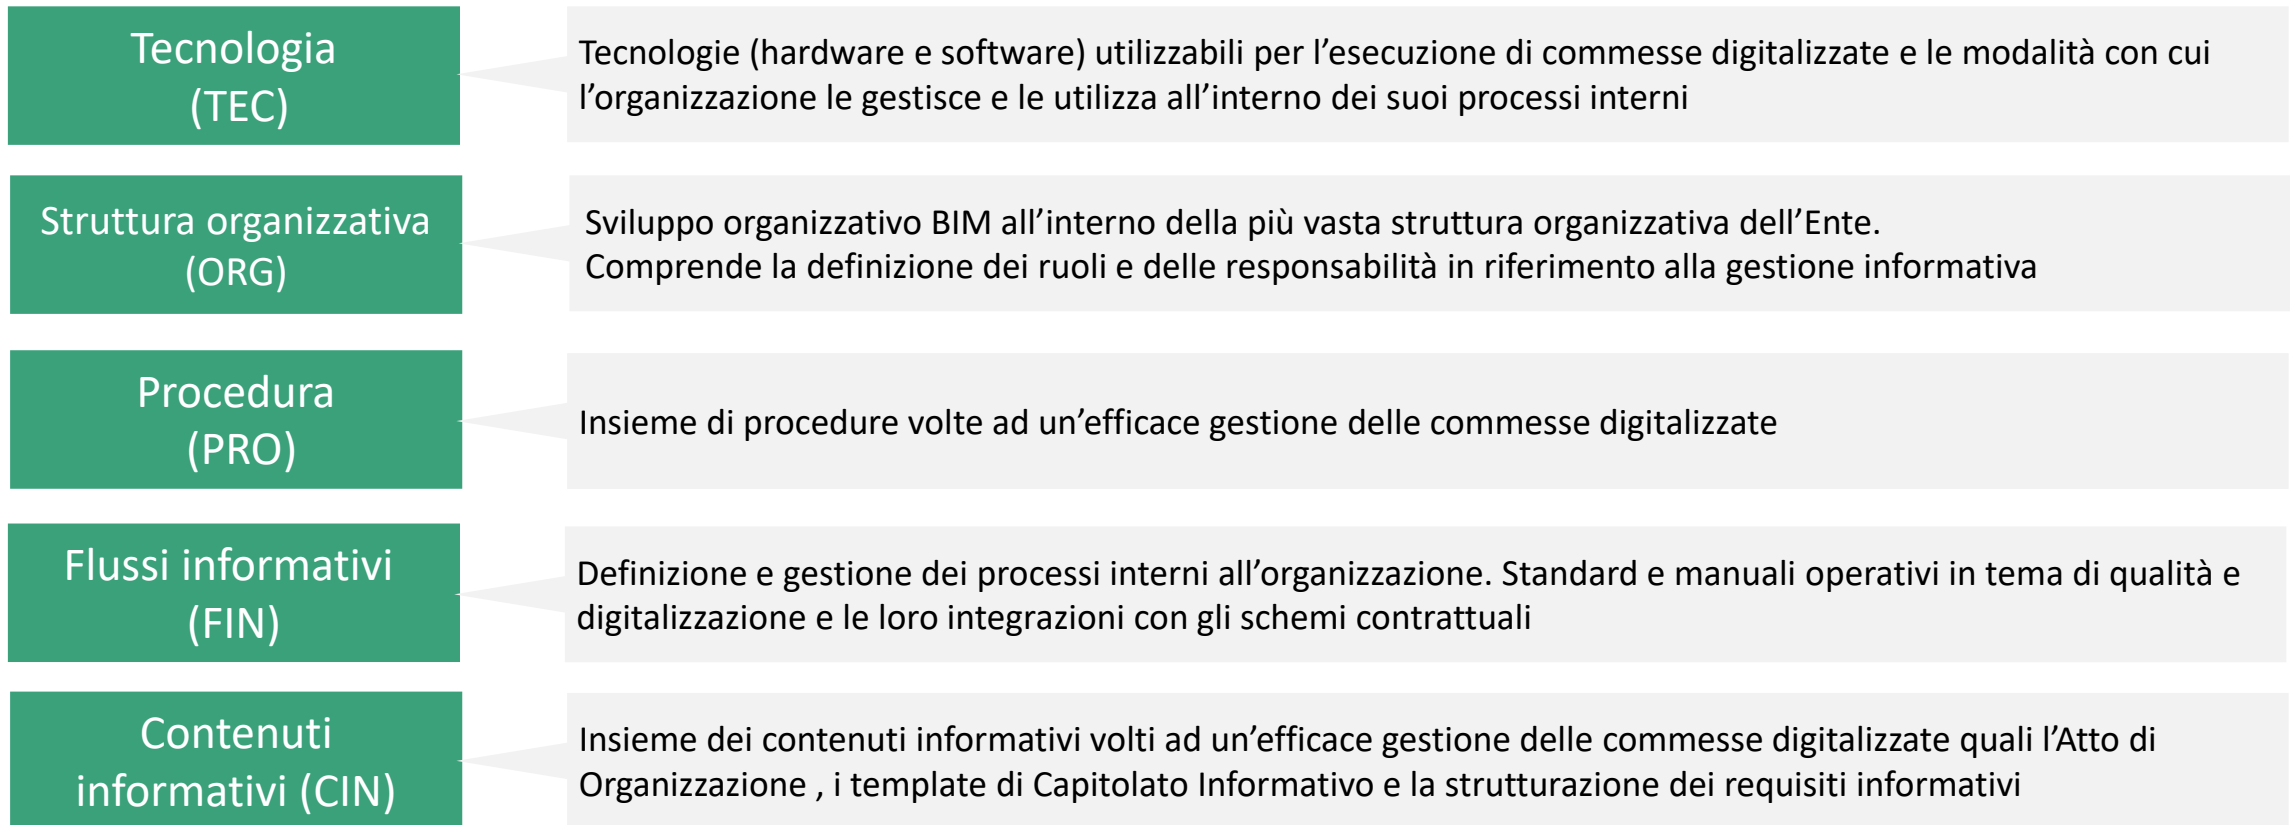 Tecnologia
(TEC)
Tecnologie (hardware e software) utilizzabili per l’esecuzione di commesse digitalizzate e le modalità con cui
l’organizzazione le gestisce e le utilizza all’interno dei suoi processi interni
Struttura organizzativa
(ORG)
Sviluppo organizzativo BIM all’interno della più vasta struttura organizzativa dell’Ente.
Comprende la definizione dei ruoli e delle responsabilità in riferimento alla gestione informativa
Procedura
(PRO)
Insieme di procedure volte ad un’efficace gestione delle commesse digitalizzate
Flussi informativi
(FIN)
Definizione e gestione dei processi interni all’organizzazione. Standard e manuali operativi in tema di qualità e
digitalizzazione e le loro integrazioni con gli schemi contrattuali
Contenuti
informativi (CIN)
Insieme dei contenuti informativi volti ad un’efficace gestione delle commesse digitalizzate quali l’Atto di
Organizzazione , i template di Capitolato Informativo e la strutturazione dei requisiti informativi